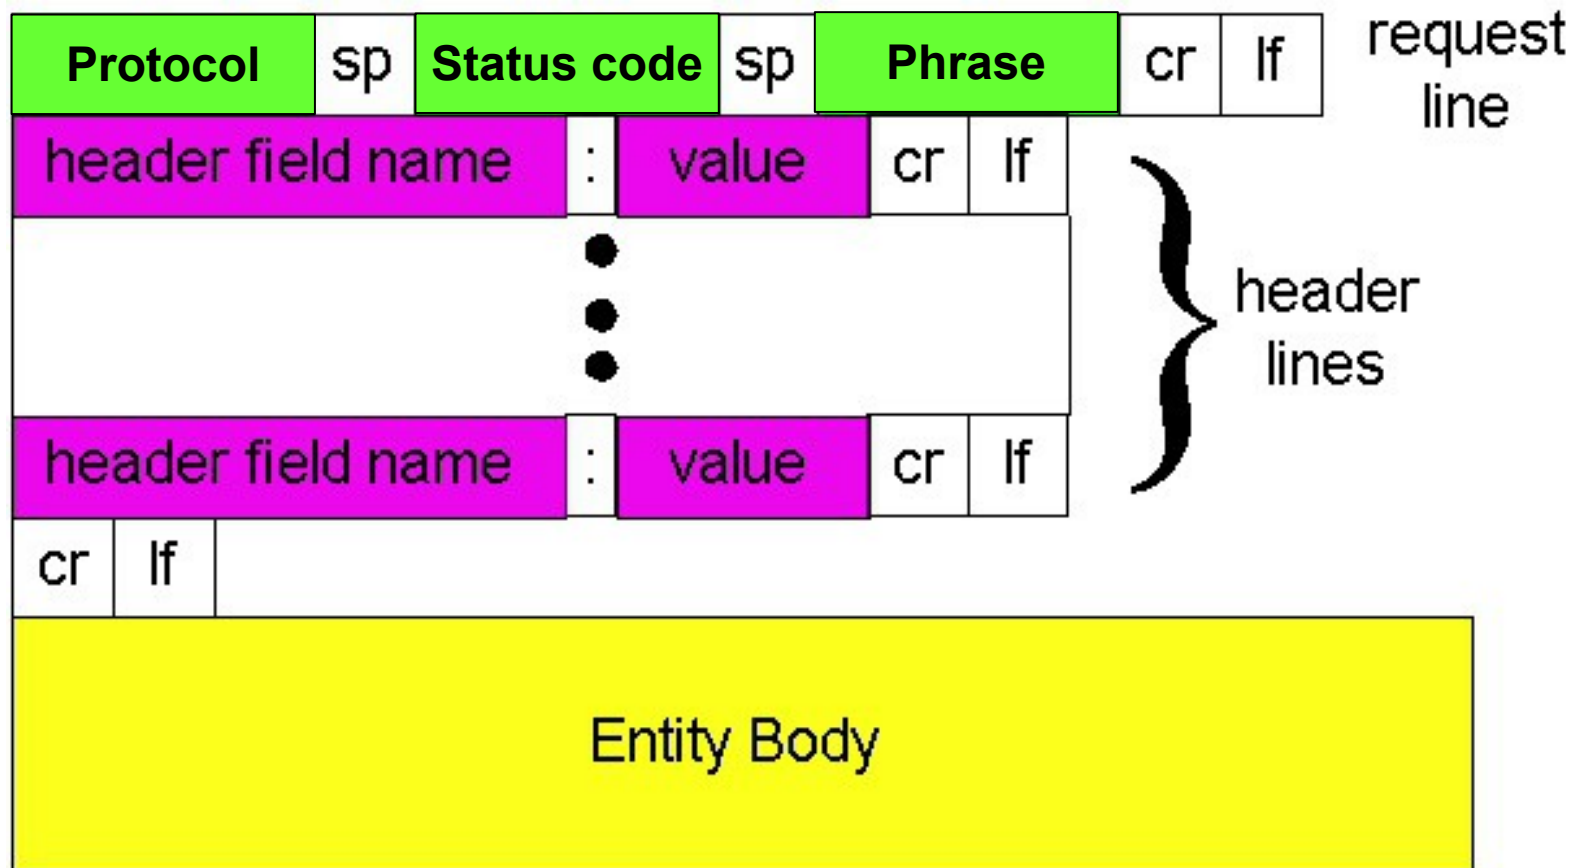 Protocol sp Status code sp Phrase cr lf
request
line
header field name : value cr lf
header
lines
header field name : value cr lf
cr lf
Entity Body